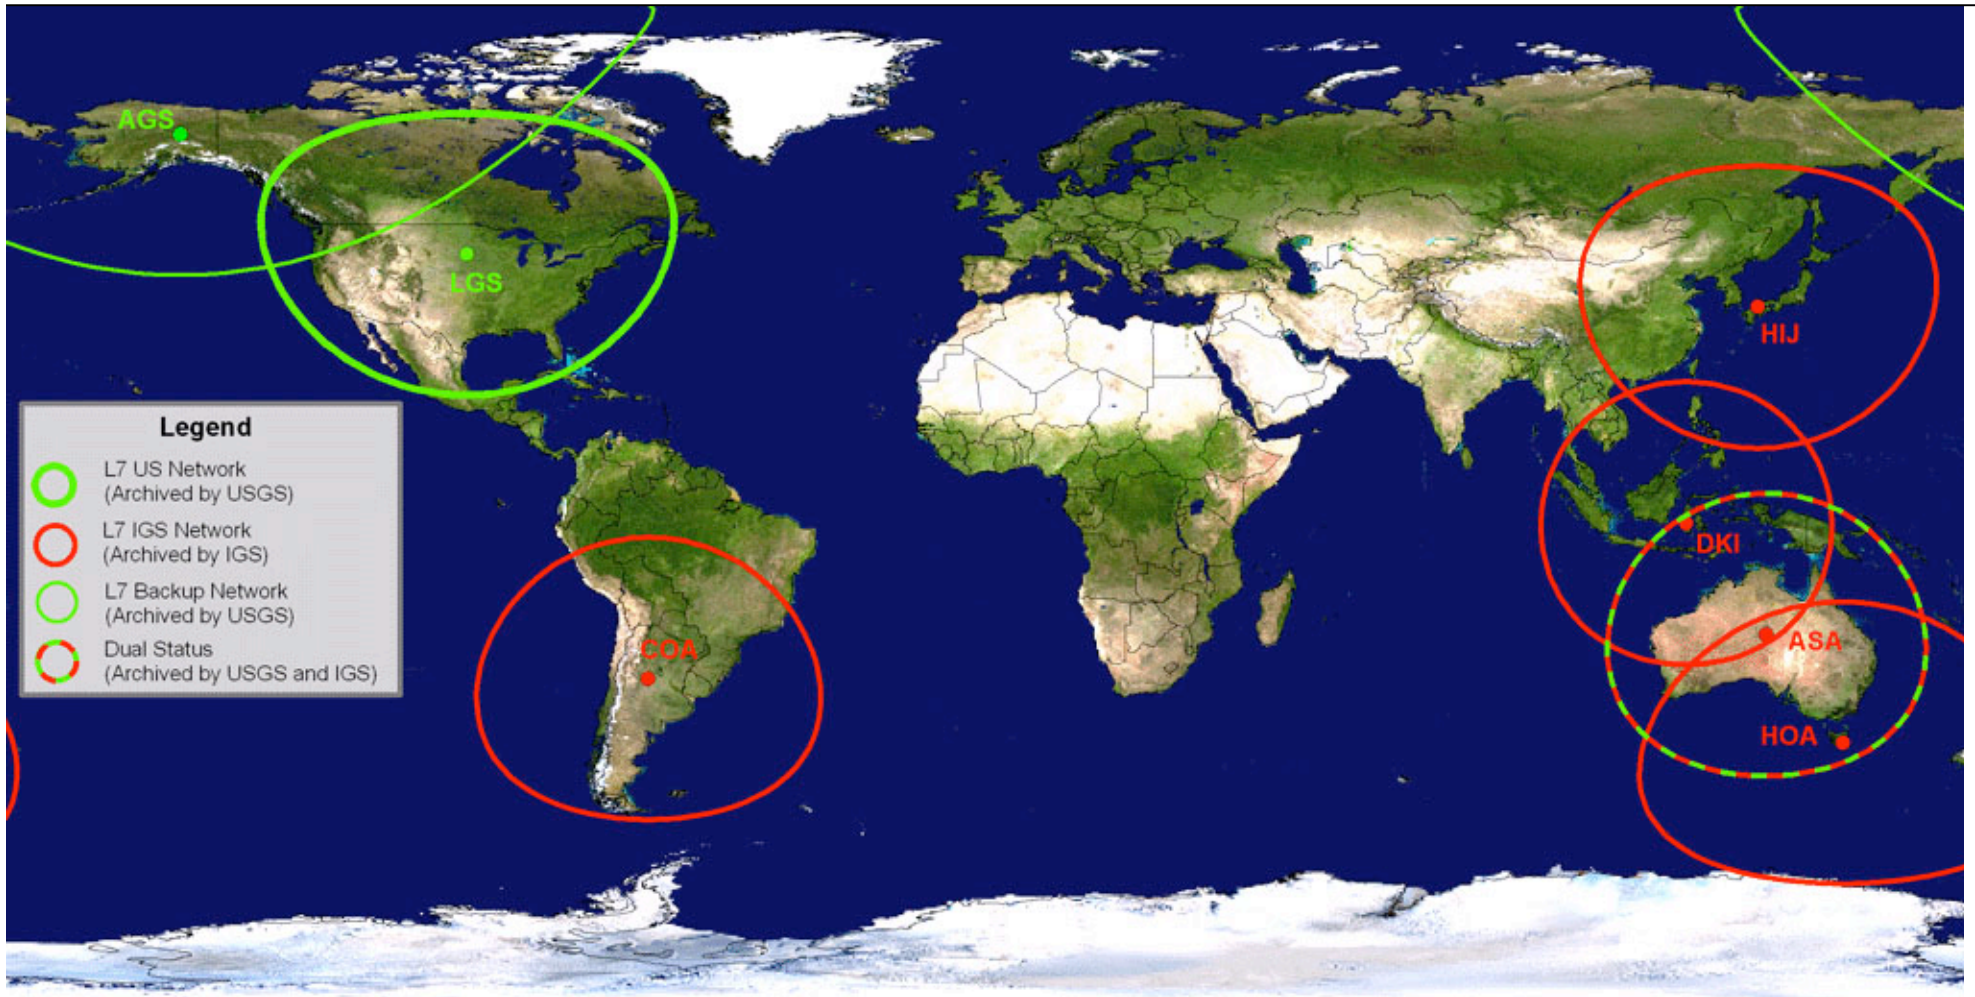 AGS
LGS
HIJ
Legend
L7 US Network
(Archived by USGS)
L7 IGS Network
(Archived by IGS)
L7 Backup Network
(Archived by USGS)
Dual Status
(Archived by USGS and IGS)
DKI
COA
ASA
HOA